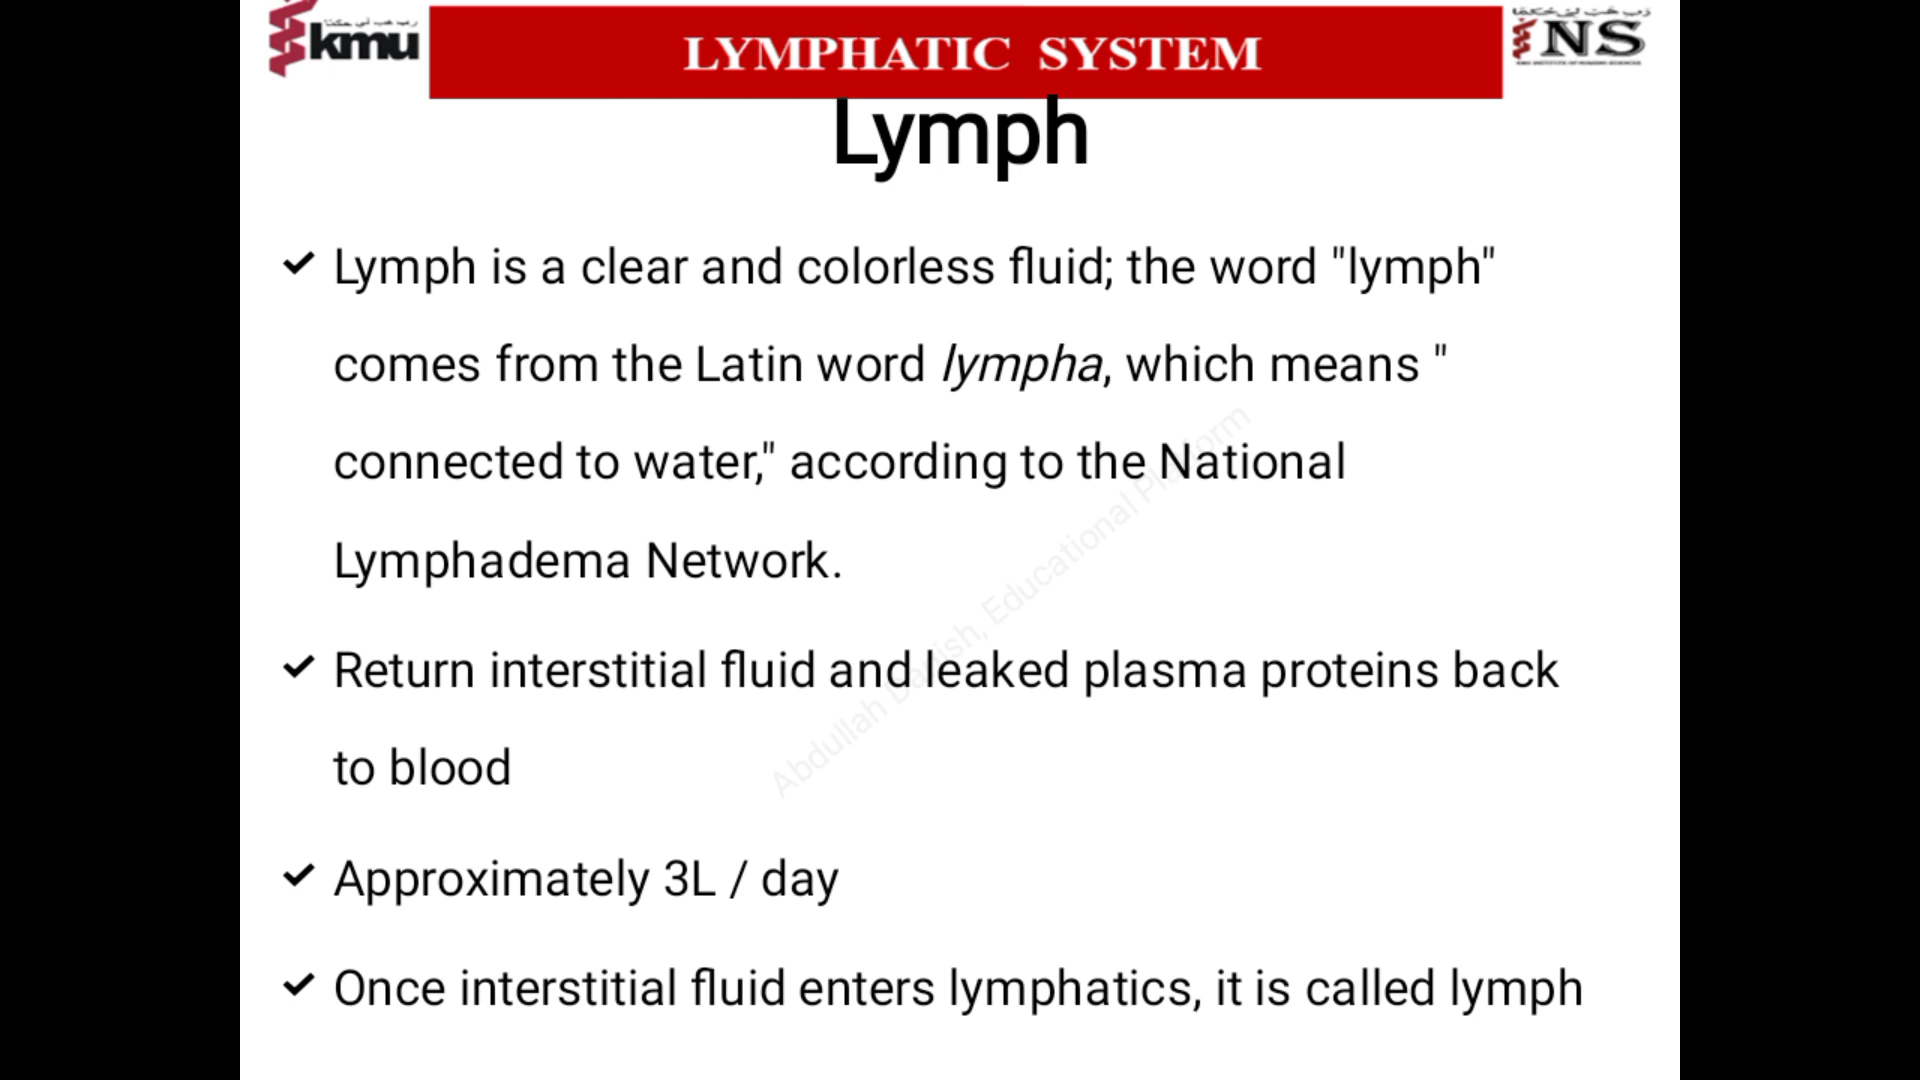 kmu
LYMPHATIC SYSTEM
INS
Lymph
✓ Lymph is a clear and colorless fluid; the word "lymph"
comes from the Latin word lympha, which means "
connected to water," according to the National
Lymphadema Network.
✓ Return interstitial fluid and leaked plasma proteins back
to blood
✓ Approximately 3L / day
✓ Once interstitial fluid enters lymphatics, it is called lymph
Abdullah Danish, Educational Platform